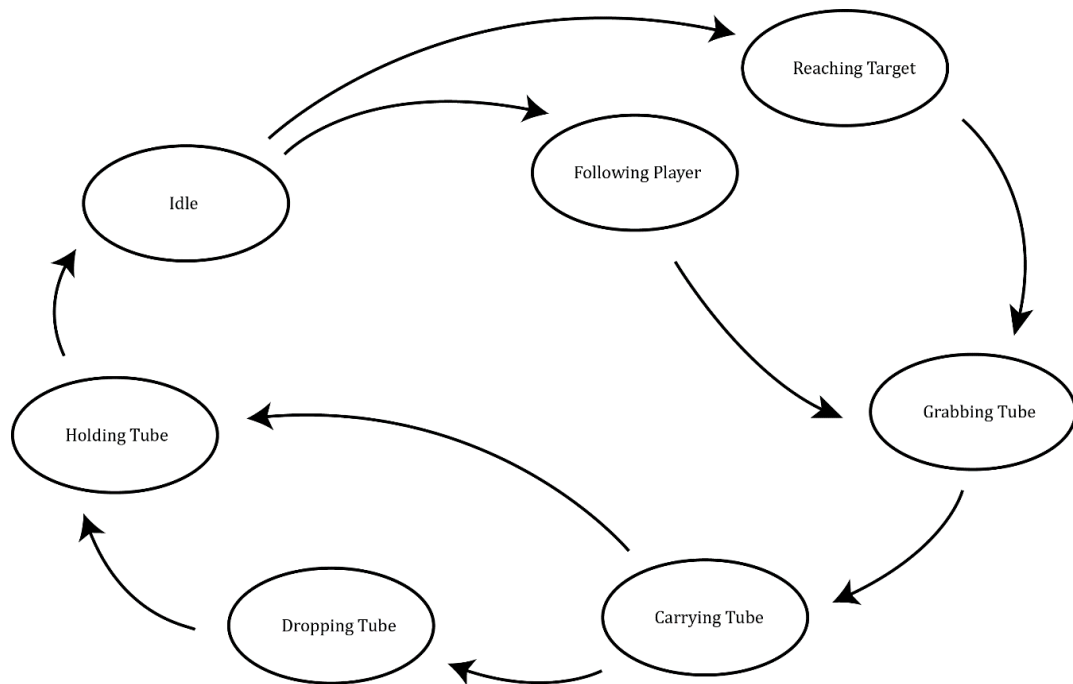 Reaching Target
Following Player
Idle
Grabbing Tube
Holding Tube
Carrying Tube
Dropping Tube